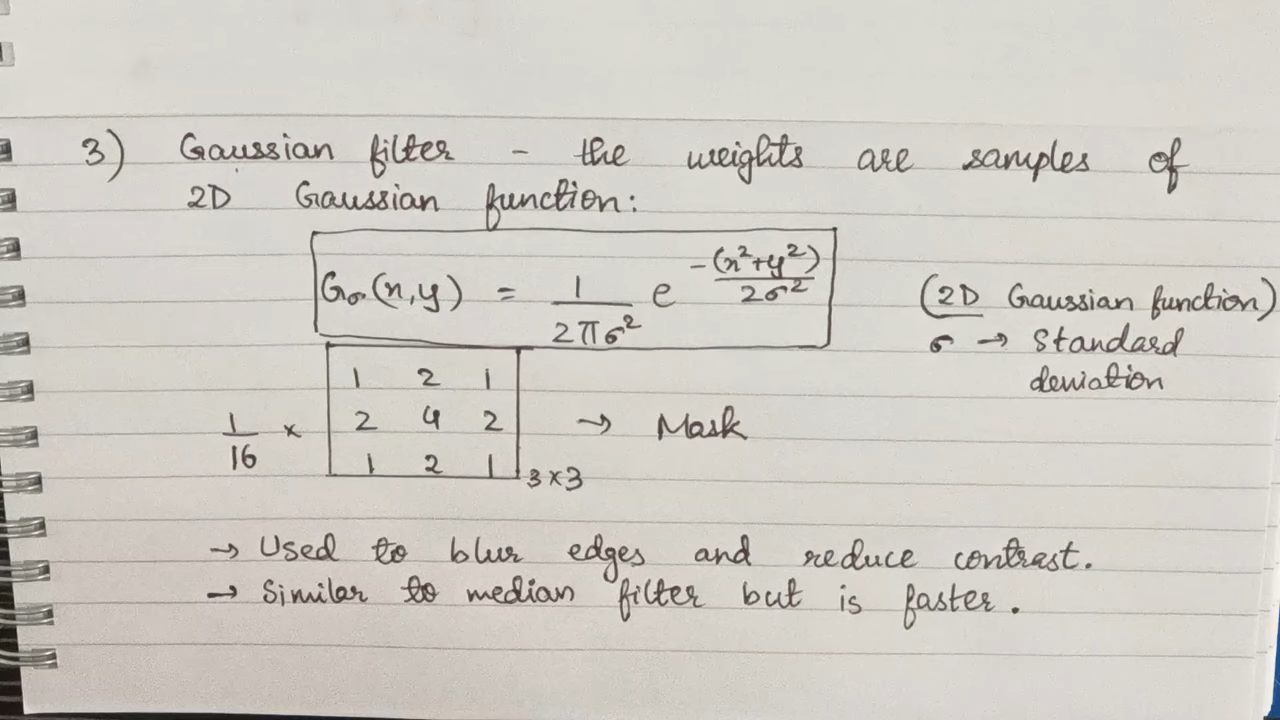 3) Gaussian filter - the weights are samples of
2D Gaussian function:
Gσ(x,y) = 1/2πσ² e^-(x²+y²)/2σ²
(2D Gaussian function)
σ → Standard
deviation
1 2 1
1/16 × 2 4 2 → Mask
1 2 1 3×3
→ Used to blur edges and reduce contrast.
→ Similar to median filter but is faster.